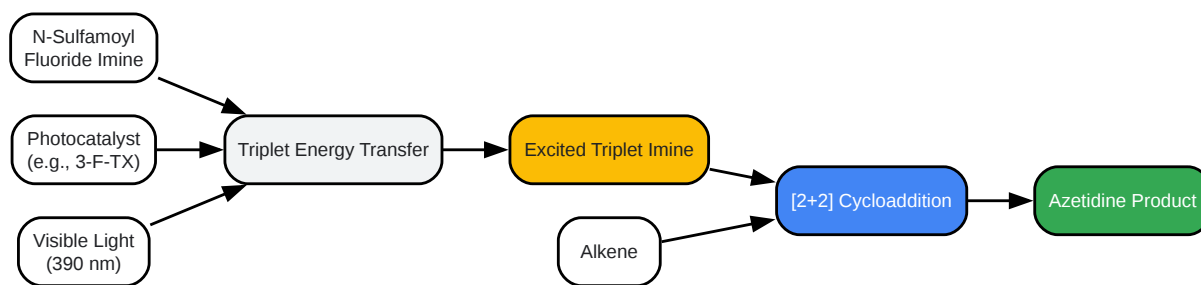 N-Sulfamoyl
Fluoride Imine
Photocatalyst
(e.g., 3-F-TX)
Visible Light
(390 nm)
Triplet Energy Transfer
Excited Triplet Imine
Alkene
[2+2] Cycloaddition
Azetidine Product